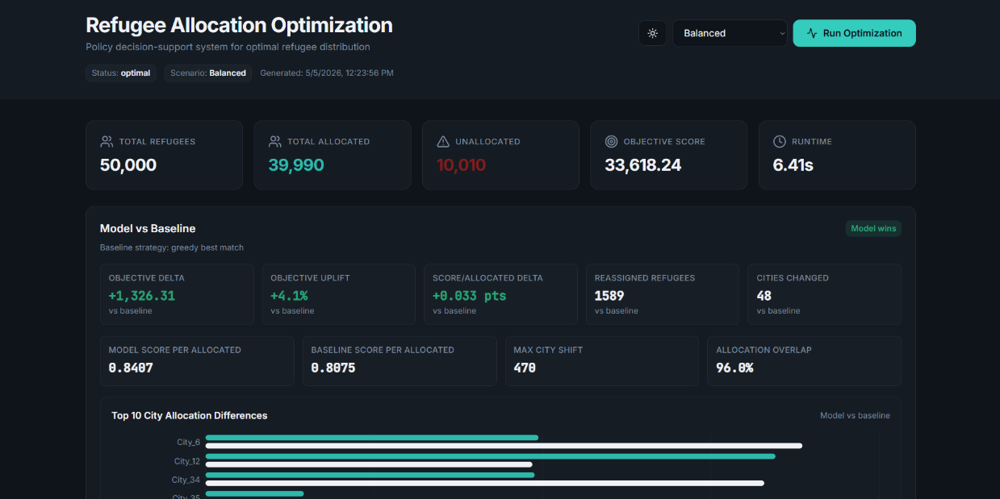 Refugee Allocation Optimization
Policy decision-support system for optimal refugee distribution
Status: optimal
Scenario: Balanced
Generated: 5/5/2026, 12:23:56 PM
Balanced
Run Optimization
TOTAL REFUGEES
50,000
TOTAL ALLOCATED
39,990
UNALLOCATED
10,010
OBJECTIVE SCORE
33,618.24
RUNTIME
6.41s
Model vs Baseline
Model wins
Baseline strategy: greedy best match
OBJECTIVE DELTA
+1,326.31
vs baseline
OBJECTIVE UPLIFT
+4.1%
vs baseline
SCORE/ALLOCATED DELTA
+0.033 pts
vs baseline
REASSIGNED REFUGEES
1589
vs baseline
CITIES CHANGED
48
vs baseline
MODEL SCORE PER ALLOCATED
0.8407
BASELINE SCORE PER ALLOCATED
0.8075
MAX CITY SHIFT
470
ALLOCATION OVERLAP
96.0%
Top 10 City Allocation Differences
Model vs baseline
City_6
City_12
City_34
City_35